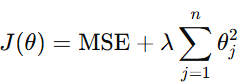 J(θ) = MSE + λ ∑_{j=1}^{n} θ_j^2